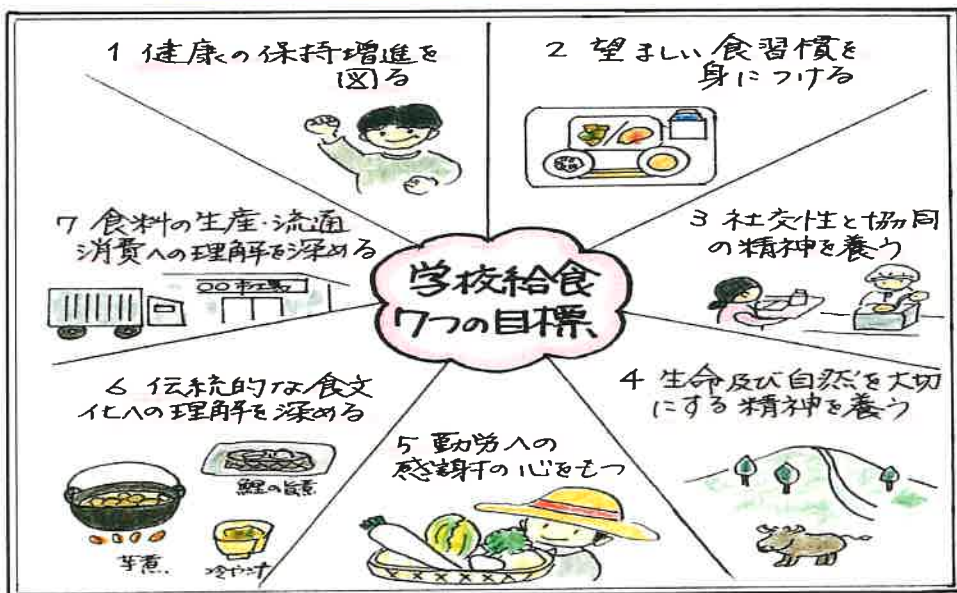 学校給食
7つの目標
1 健康の保持増進を
図る
2 望ましい食習慣を
身につける
3 社交性と協同
の精神を養う
4 生命及び自然を大切
にする精神を養う
5 勤労への
感謝の心をもつ
6 伝統的な食文
化への理解を深める
鯉の旨煮
芋煮
冷や汁
7 食料の生産・流通
消費への理解を深める
○○市場